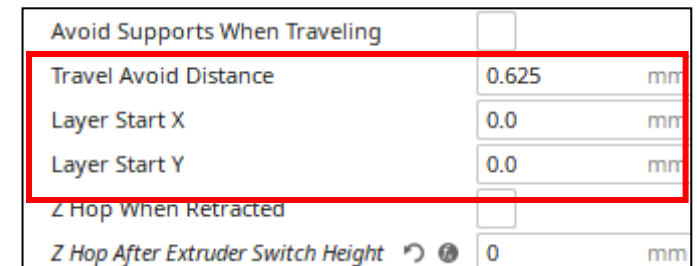 Avoid Supports When Traveling
Travel Avoid Distance 0.625 mm
Layer Start X 0.0 mm
Layer Start Y 0.0 mm
Z Hop When Retracted
Z Hop After Extruder Switch Height 0 mm